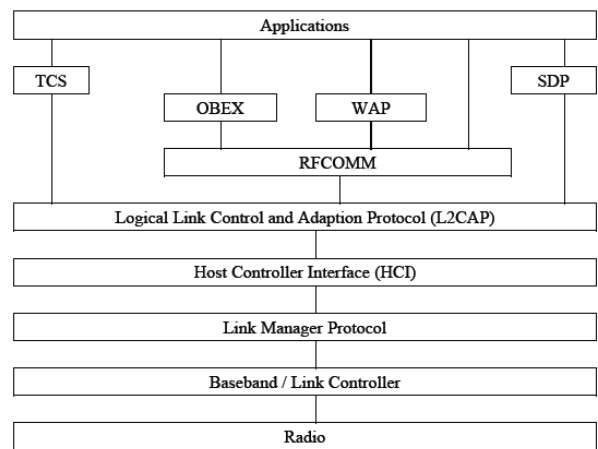 Applications
TCS
SDP
OBEX
WAP
RFCOMM
Logical Link Control and Adaption Protocol (L2CAP)
Host Controller Interface (HCI)
Link Manager Protocol
Baseband / Link Controller
Radio